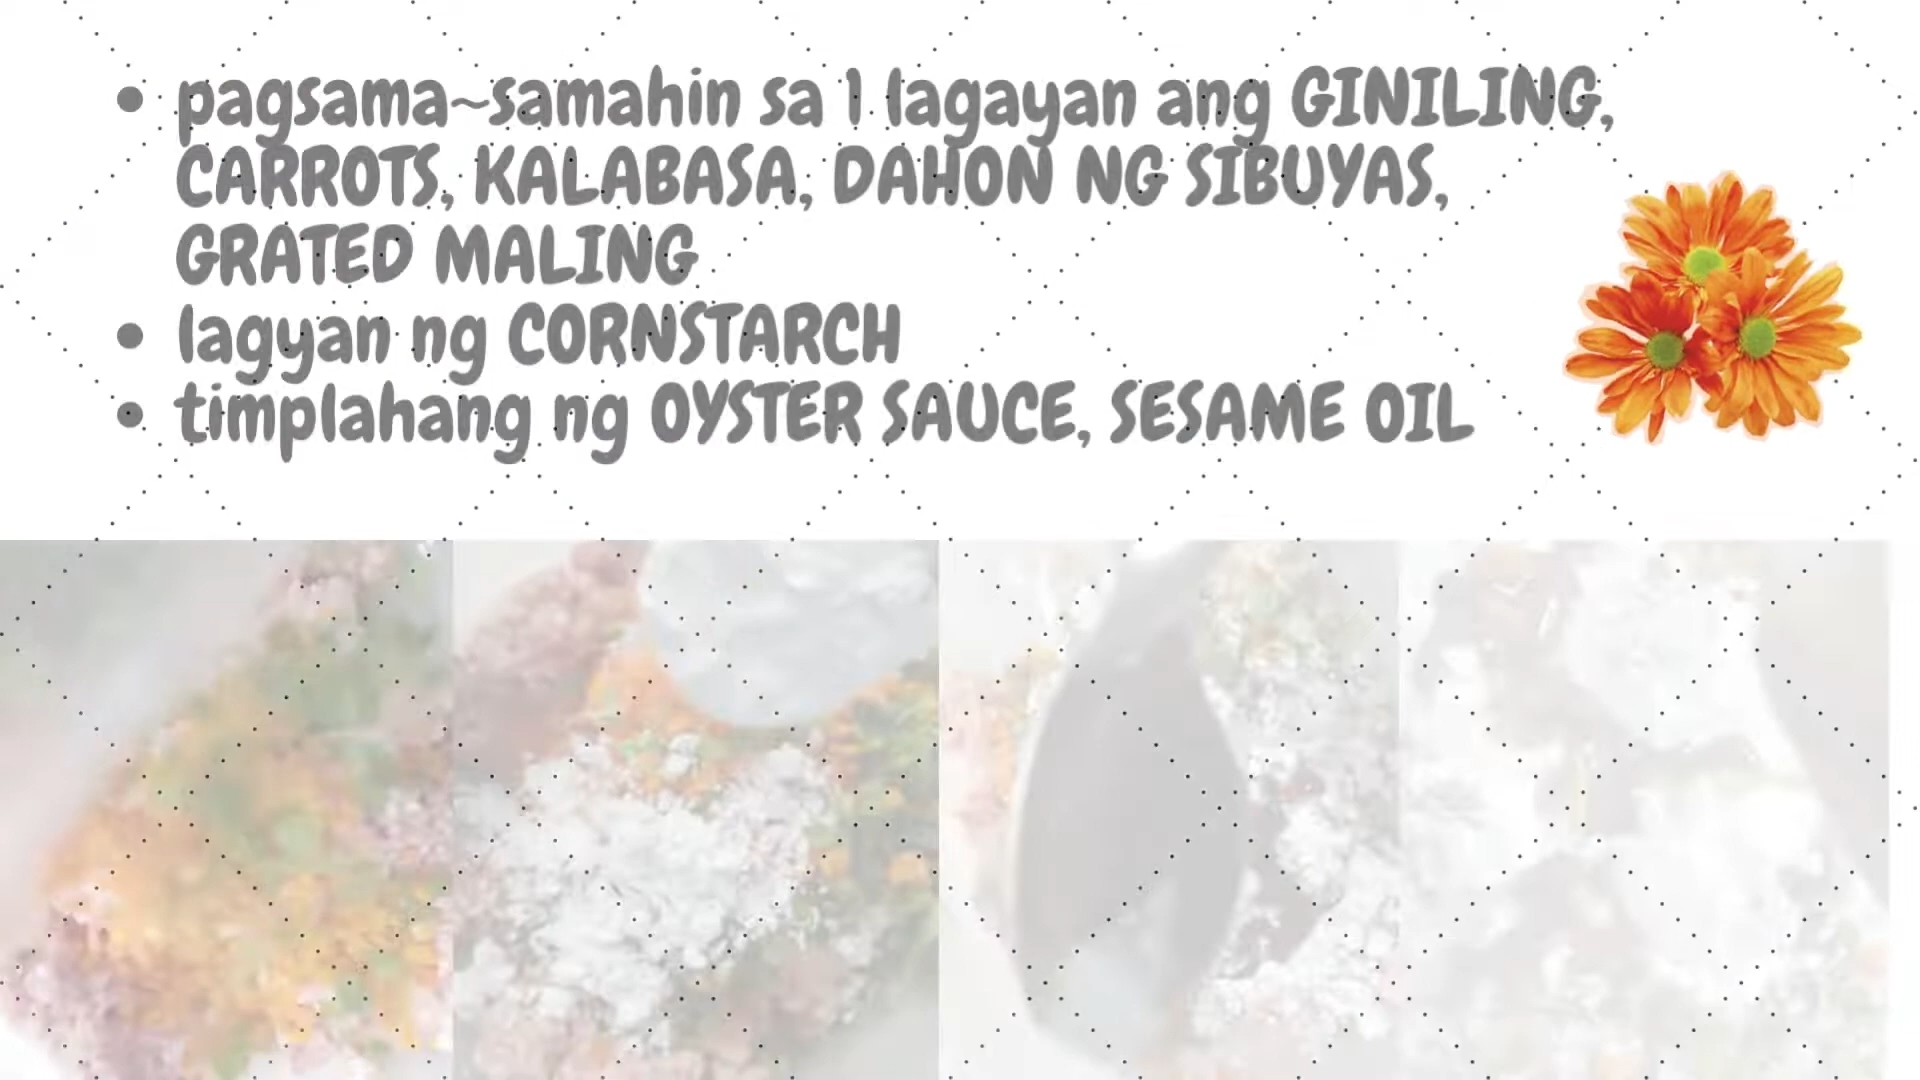 • pagsama~samahin sa 1 lagayan ang GINILING,
CARROTS, KALABASA, DAHON NG SIBUYAS,
GRATED MALING
• lagyan ng CORNSTARCH
• timplahang ng OYSTER SAUCE, SESAME OIL